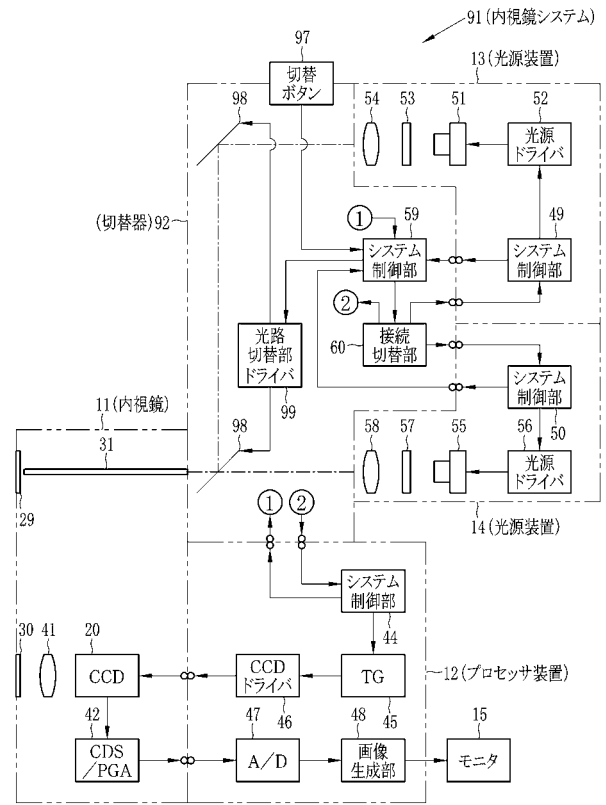 91(内視鏡システム)
97
切替
ボタン
13(光源装置)
98
54
53
51
52
光源
ドライバ
(切替器)92
①
59
システム
制御部
49
システム
制御部
②
60
接続
切替部
光路
切替部
ドライバ
99
システム
制御部
50
11(内視鏡)
31
98
58
57
55
56
光源
ドライバ
29
14(光源装置)
①
②
システム
制御部
44
30
41
20
CCD
CCD
ドライバ
46
TG
45
12(プロセッサ装置)
42
CDS
/PGA
47
A/D
48
画像
生成部
15
モニタ